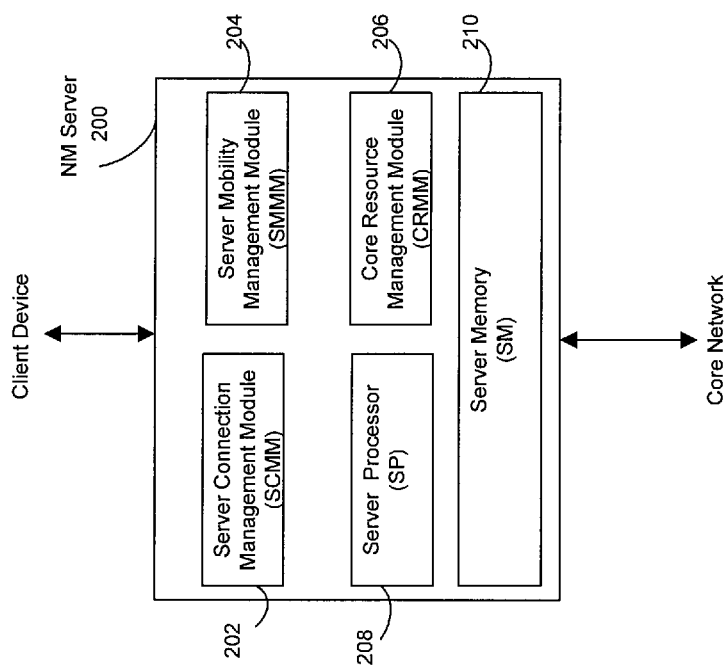 Client Device
NM Server
200
Server Connection
Management Module
(SCMM)
202
Server Mobility
Management Module
(SMMM)
204
Server Processor
(SP)
208
Core Resource
Management Module
(CRMM)
206
Server Memory
(SM)
210
Core Network